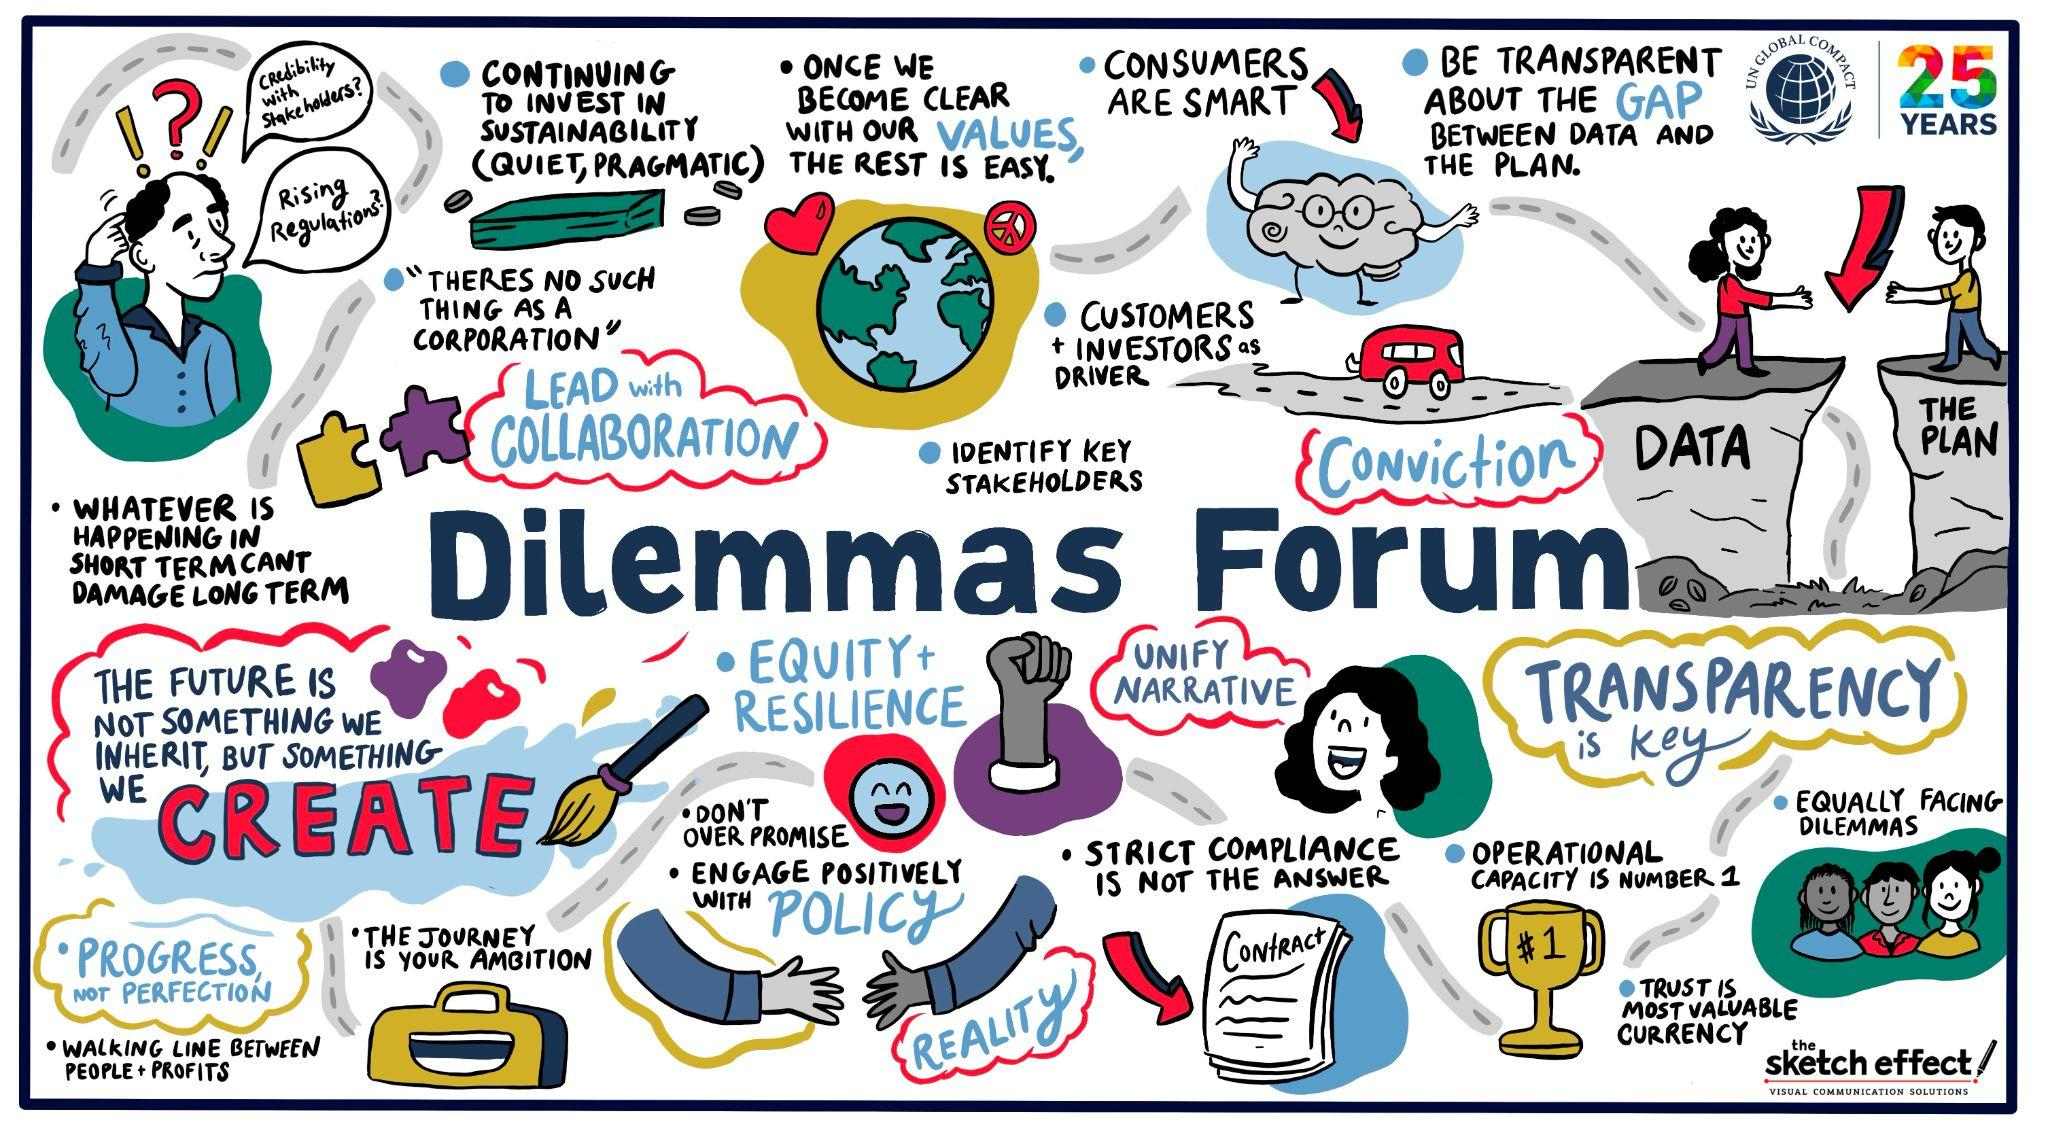 Credibility
with
Stakeholders?
Rising
Regulations?
• CONTINUING
TO INVEST IN
SUSTAINABILITY
(QUIET, PRAGMATIC)
• ONCE WE
BECOME CLEAR
WITH OUR VALUES,
THE REST IS EASY.
• CONSUMERS
ARE SMART
• BE TRANSPARENT
ABOUT THE GAP
BETWEEN DATA AND
THE PLAN.
UN GLOBAL COMPACT
25
YEARS
• "THERES NO SUCH
THING AS A
CORPORATION"
LEAD with
COLLABORATION
• CUSTOMERS
+ INVESTORS as
DRIVER
• IDENTIFY KEY
STAKEHOLDERS
CONVICTION
DATA
THE
PLAN
• WHATEVER IS
HAPPENING IN
SHORT TERM CANT
DAMAGE LONG TERM
Dilemmas Forum
THE FUTURE IS
NOT SOMETHING WE
INHERIT, BUT SOMETHING
WE CREATE
• EQUITY +
RESILIENCE
UNIFY
NARRATIVE
TRANSPARENCY
is key
• DON'T
OVER PROMISE
• ENGAGE POSITIVELY
WITH POLICY
REALITY
• STRICT COMPLIANCE
IS NOT THE ANSWER
CONTRACT
• OPERATIONAL
CAPACITY IS NUMBER 1
#1
• EQUALLY FACING
DILEMMAS
• TRUST IS
MOST VALUABLE
CURRENCY
• PROGRESS,
NOT PERFECTION
• THE JOURNEY
IS YOUR AMBITION
• WALKING LINE BETWEEN
PEOPLE + PROFITS
the
sketch effect
VISUAL COMMUNICATION SOLUTIONS